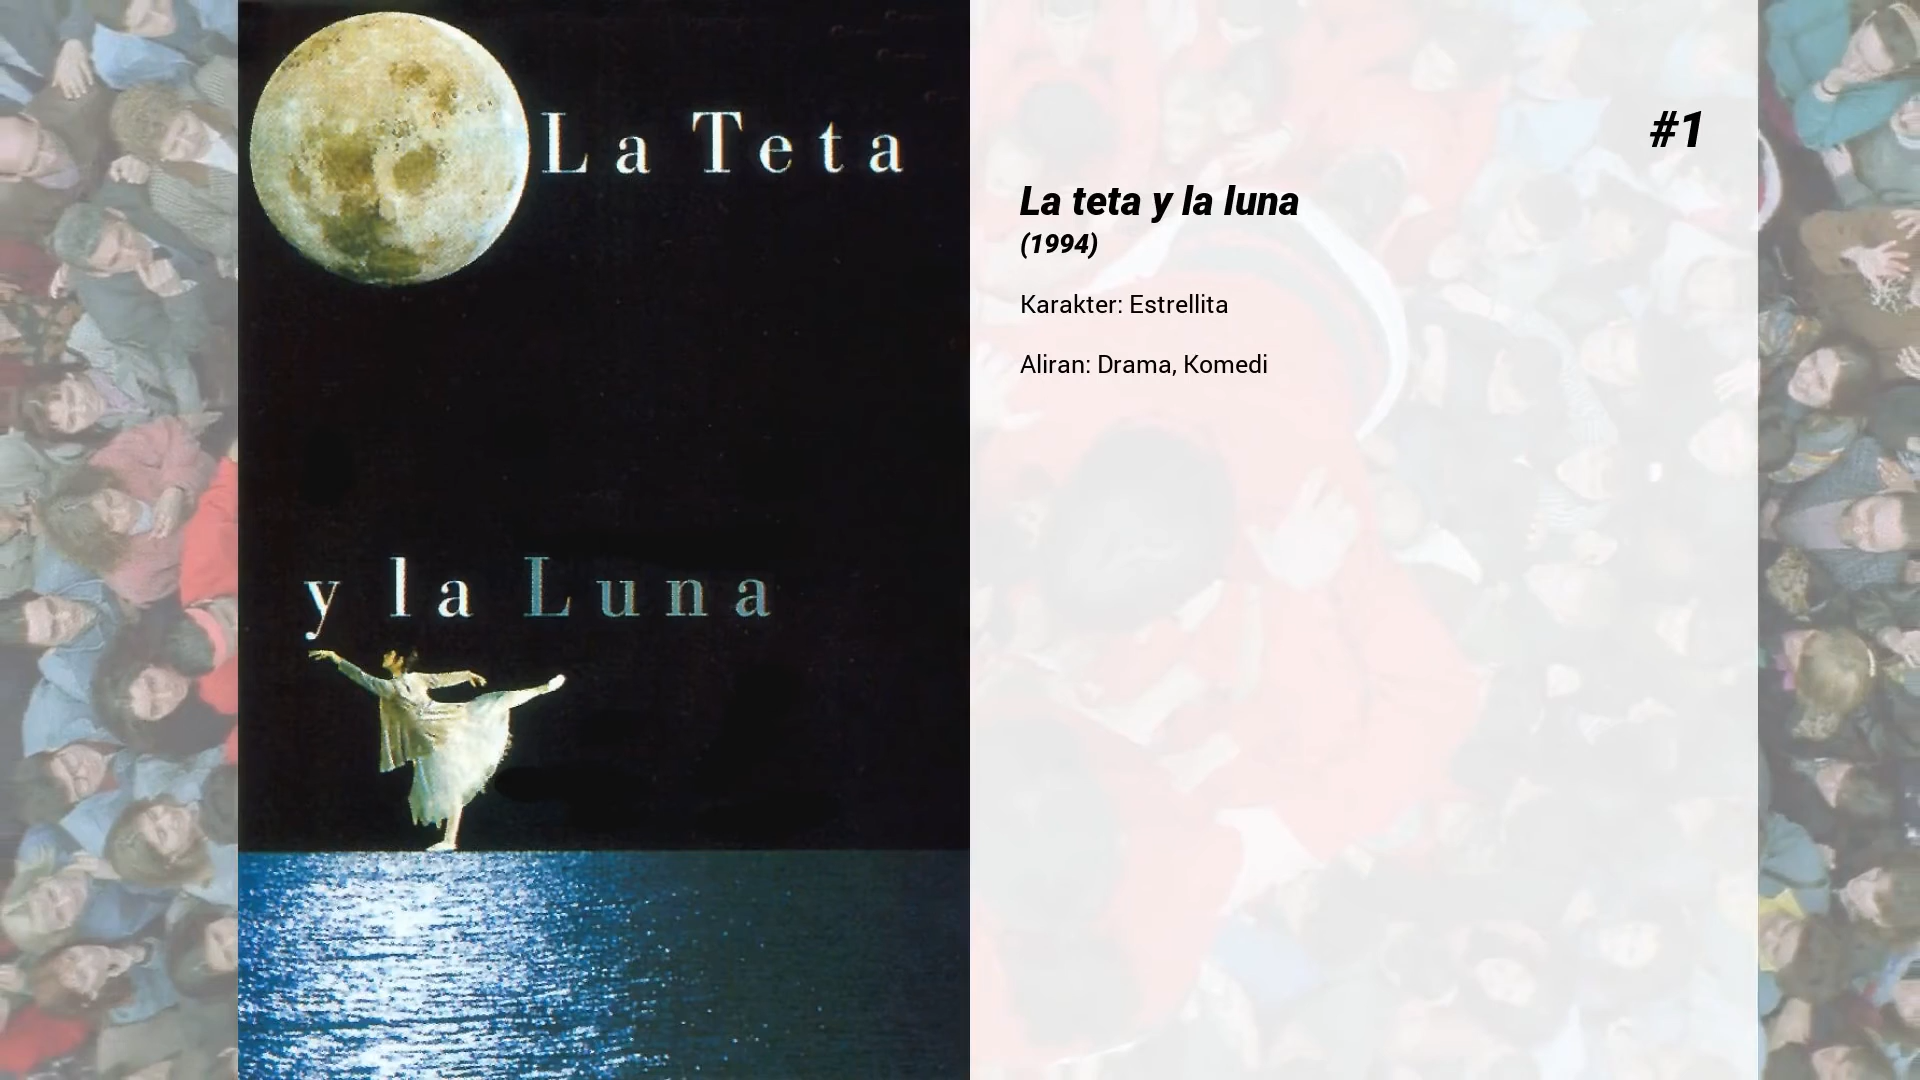 La Teta
y la Luna
#1
La teta y la luna
(1994)
Karakter: Estrellita
Aliran: Drama, Komedi